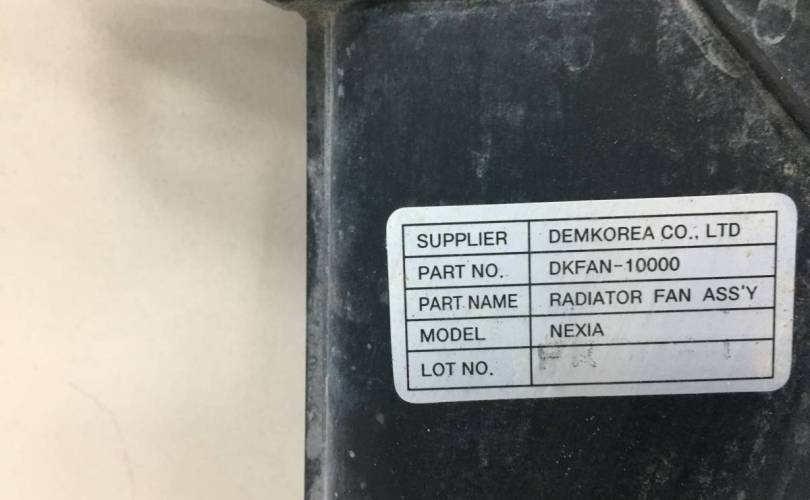 SUPPLIER DEMKOREA CO., LTD
PART NO. DKFAN-10000
PART NAME RADIATOR FAN ASS'Y
MODEL NEXIA
LOT NO.